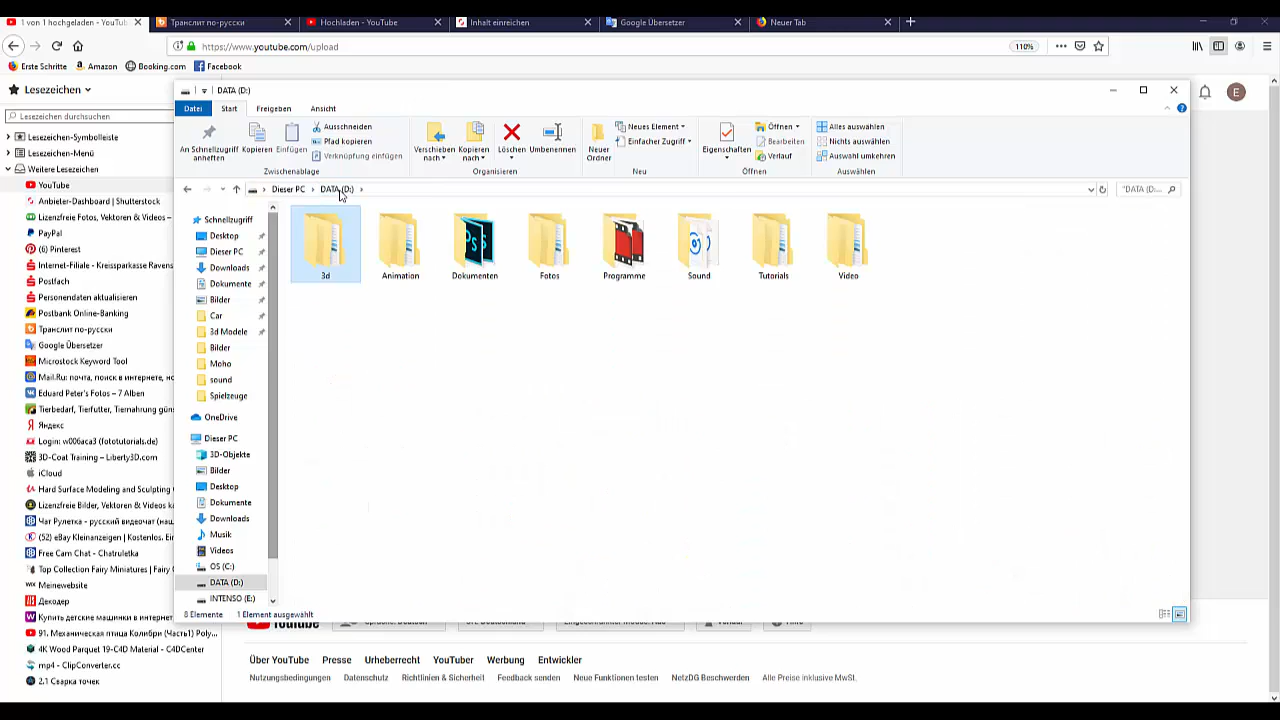 1 von 1 hochgeladen - YouTu
Транслит по-русски
Hochladen - YouTube
Inhalt einreichen
Google Übersetzer
Neuer Tab
https://www.youtube.com/upload
110%
Erste Schritte
Amazon
Booking.com
Facebook
Lesezeichen
Lesezeichen durchsuchen
Lesezeichen-Symbolleiste
Lesezeichen-Menü
Weitere Lesezeichen
YouTube
Anbieter-Dashboard | Shutterstock
Lizenzfreie Fotos, Vektoren & Videos –
PayPal
(6) Pinterest
Internet-Filiale - Kreissparkasse Ravens
Postfach
Personendaten aktualisieren
Postbank Online-Banking
Транслит по-русски
Google Übersetzer
Microstock Keyword Tool
Mail.Ru: почта, поиск в интернете, но
Eduard Peter's Fotos – 7 Alben
Tierbedarf, Tierfutter, Tiernahrung güns
Яндекс
Login: w006aca3 (fototutorials.de)
3D-Coat Training – Liberty3D.com
iCloud
Hard Surface Modeling and Sculpting
Lizenzfreie Bilder, Vektoren & Videos ka
Чат Рулетка - русский видеочат (наш
(52) eBay Kleinanzeigen | Kostenlos. Ein
Free Cam Chat - Chatruletka
Top Collection Fairy Miniatures | Fairy
Meinewebsite
Декодер
Купить детские машинки в интернет
91. Механическая птица Колибри (Часть1) Poly...
4K Wood Parquet 19-C4D Material - C4DCenter
mp4 - ClipConverter.cc
2.1 Сварка точек
DATA (D:)
Datei
Start
Freigeben
Ansicht
An Schnellzugriff anheften
Kopieren
Einfügen
Ausschneiden
Pfad kopieren
Verknüpfung einfügen
Zwischenablage
Verschieben nach
Kopieren nach
Löschen
Umbenennen
Organisieren
Neuer Ordner
Neues Element
Einfacher Zugriff
Neu
Eigenschaften
Öffnen
Bearbeiten
Verlauf
Öffnen
Alles auswählen
Nichts auswählen
Auswahl umkehren
Auswählen
Dieser PC
DATA (D:)
"DATA (D:...
Schnellzugriff
Desktop
Dieser PC
Downloads
Dokumente
Bilder
Car
3d Modele
Bilder
Moho
sound
Spielzeuge
OneDrive
Dieser PC
3D-Objekte
Bilder
Desktop
Dokumente
Downloads
Musik
Videos
OS (C:)
DATA (D:)
INTENSO (E:)
3d
Animation
Dokumenten
Fotos
Programme
Sound
Tutorials
Video
8 Elemente
1 Element ausgewählt
E
YouTube
Über YouTube
Presse
Urheberrecht
YouTuber
Werbung
Entwickler
Nutzungsbedingungen
Datenschutz
Richtlinien & Sicherheit
Feedback senden
Neue Funktionen testen
NetzDG Beschwerden
Alle Preise inklusive MwSt.